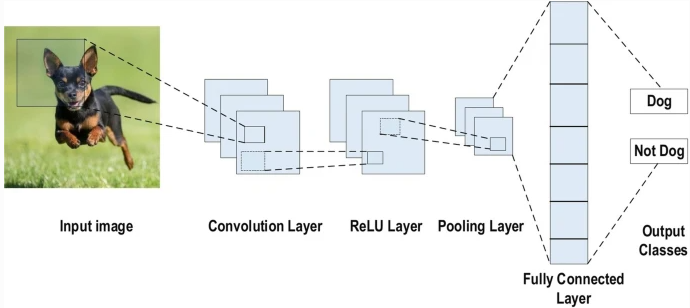 Input image
Convolution Layer
ReLU Layer
Pooling Layer
Fully Connected
Layer
Dog
Not Dog
Output
Classes